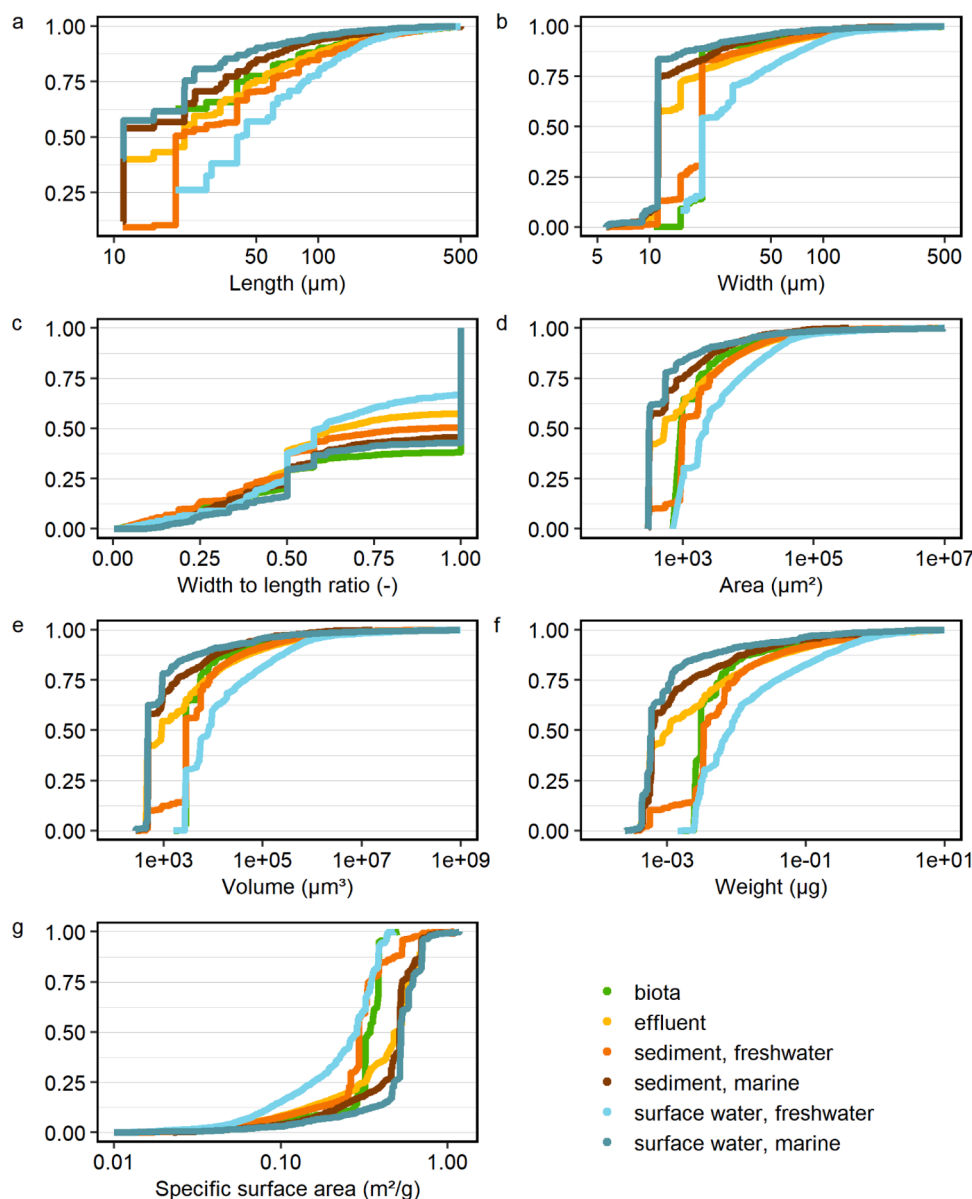 a
1.00
0.75
0.50
0.25
10 50 100 500
Length (µm)
b
1.00
0.75
0.50
0.25
0.00
5 10 50 100 500
Width (µm)
c
1.00
0.75
0.50
0.25
0.00
0.00 0.25 0.50 0.75 1.00
Width to length ratio (-)
d
1.00
0.75
0.50
0.25
0.00
1e+03 1e+05 1e+07
Area (µm²)
e
1.00
0.75
0.50
0.25
0.00
1e+03 1e+05 1e+07 1e+09
Volume (µm³)
f
1.00
0.75
0.50
0.25
0.00
1e-03 1e-01 1e+01
Weight (µg)
g
1.00
0.75
0.50
0.25
0.00
0.01 0.10 1.00
Specific surface area (m²/g)
biota
effluent
sediment, freshwater
sediment, marine
surface water, freshwater
surface water, marine